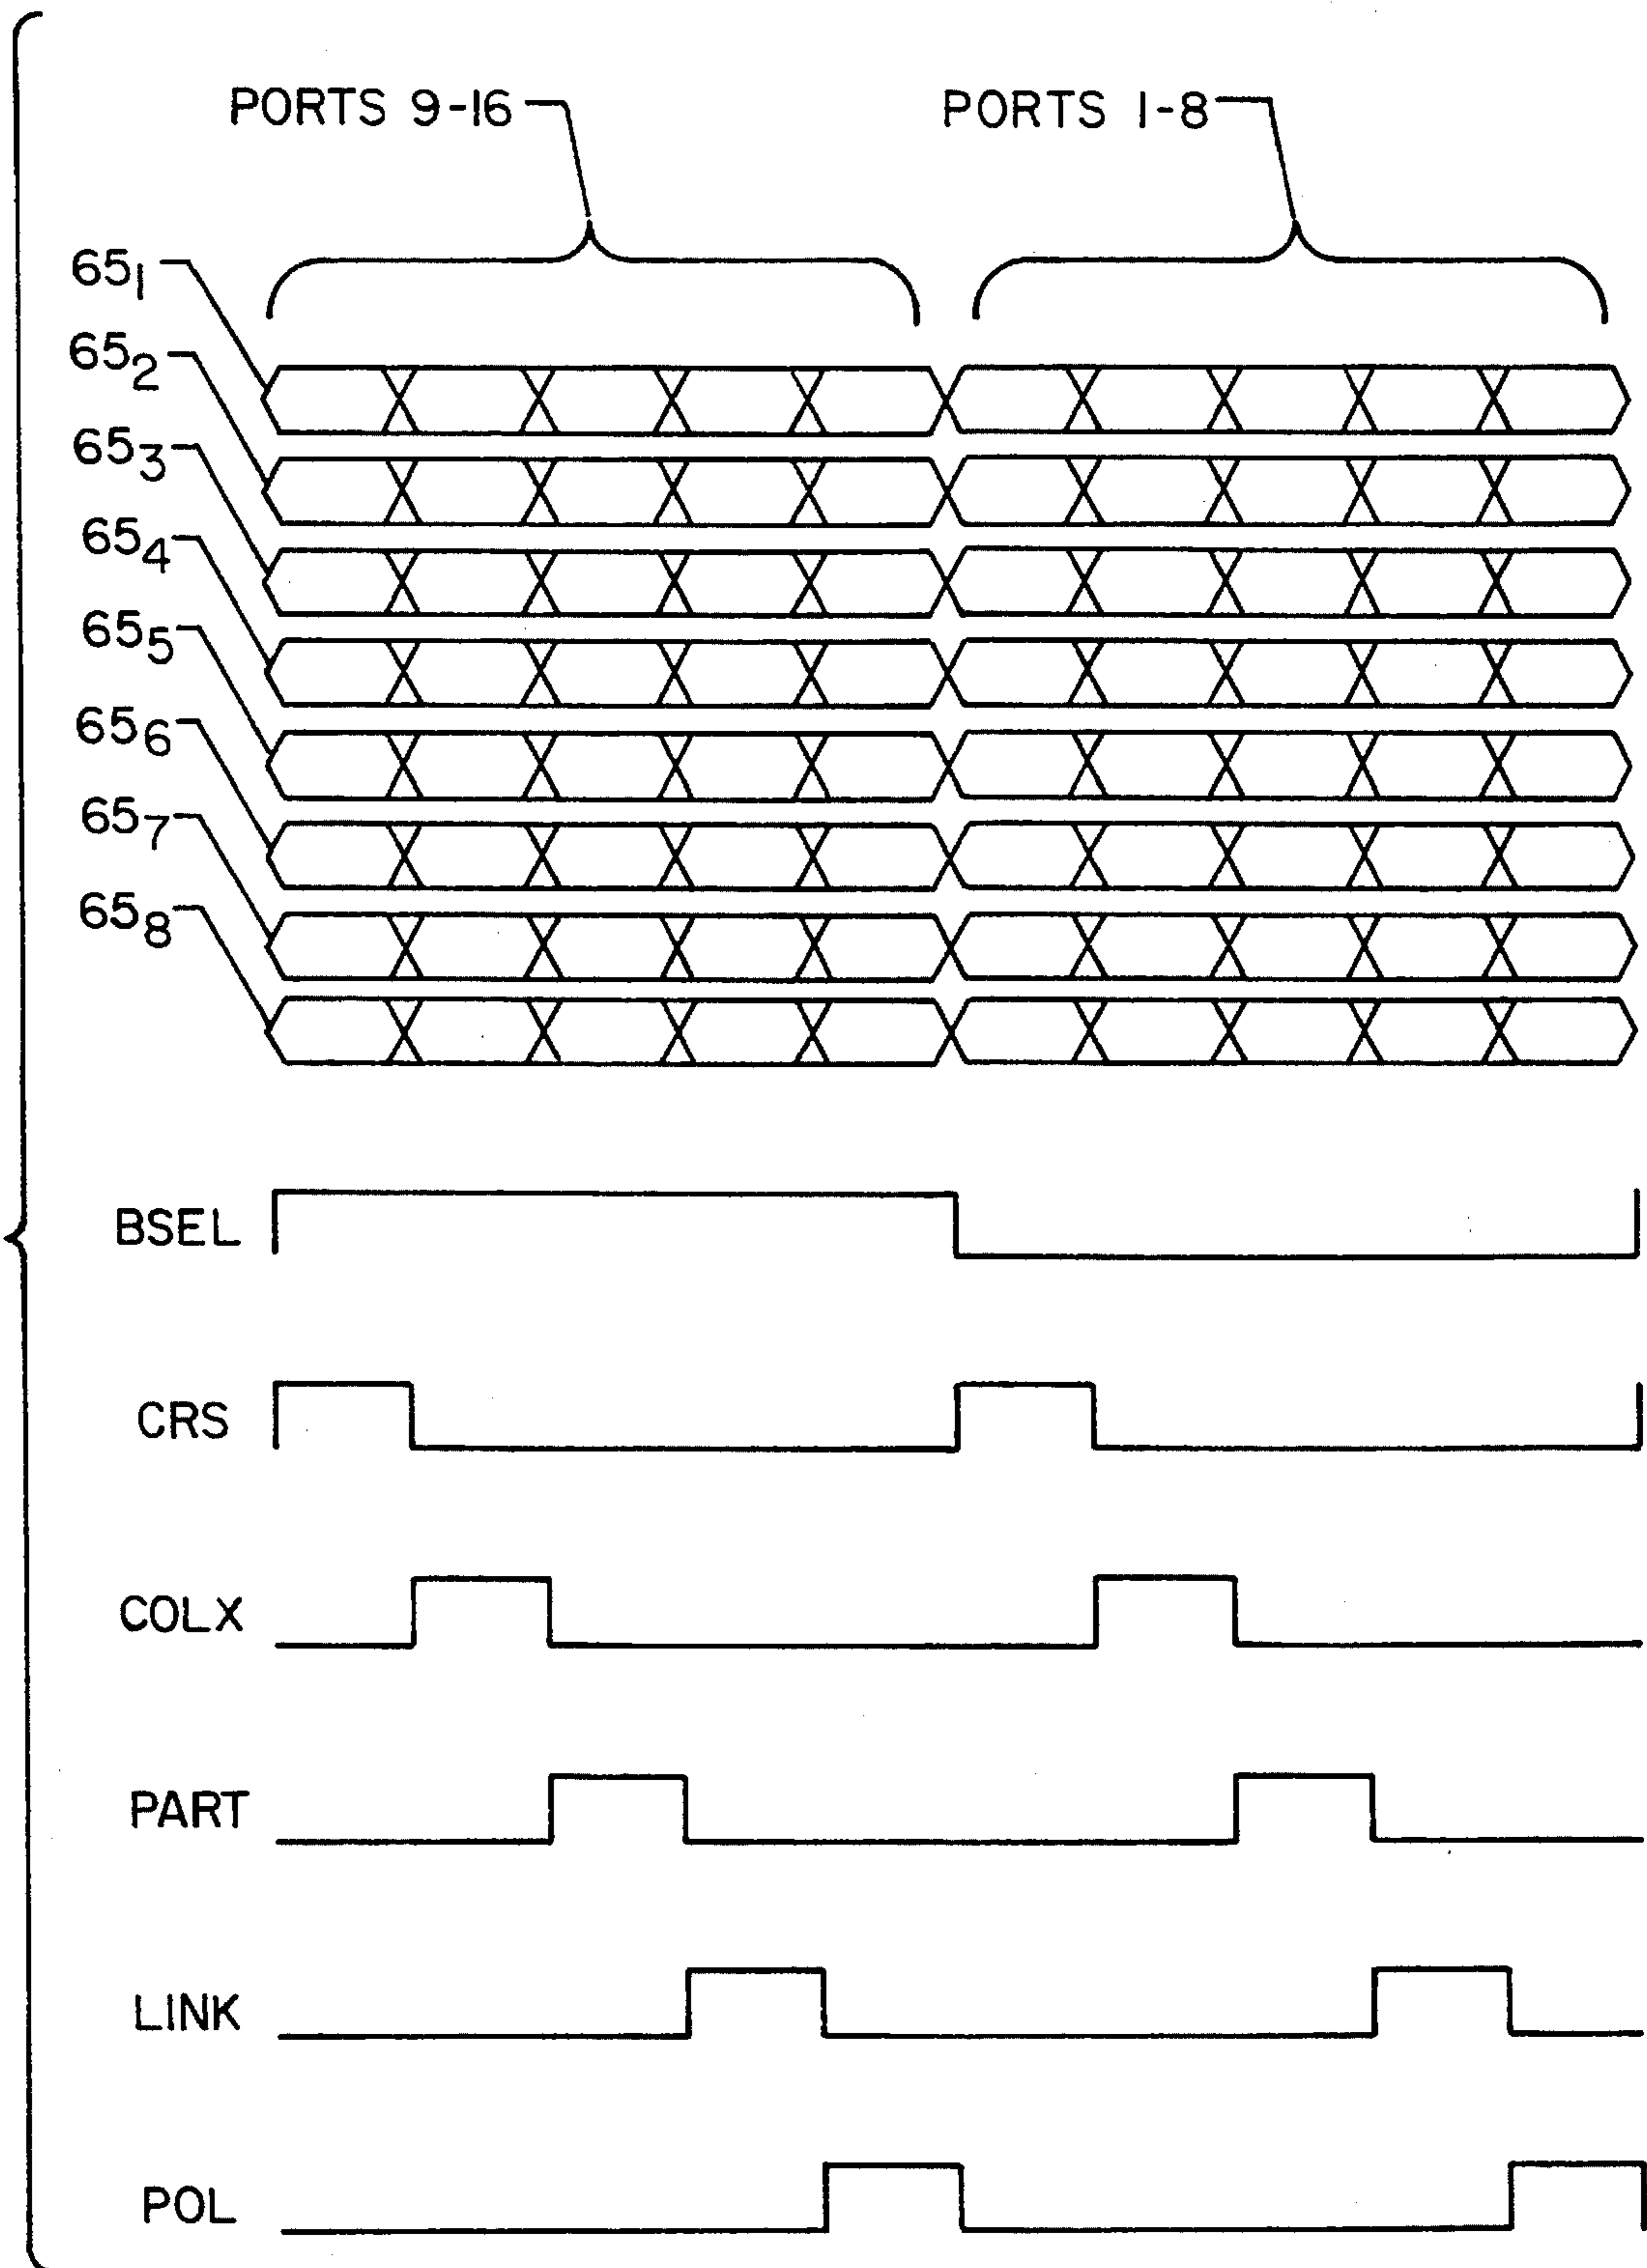 PORTS 9-16
PORTS 1-8
65₁
65₂
65₃
65₄
65₅
65₆
65₇
65₈
BSEL
CRS
COLX
PART
LINK
POL